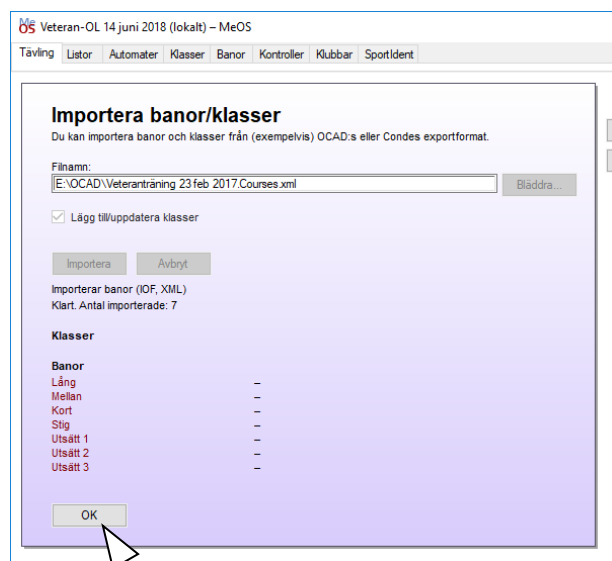 MeOS Veteran-OL 14 juni 2018 (lokalt) – MeOS
Tävling Listor Automater Klasser Banor Kontroller Klubbar SportIdent
Importera banor/klasser
Du kan importera banor och klasser från (exempelvis) OCAD:s eller Condes exportformat.
Filnamn:
E:\OCAD\Veteranträning 23 feb 2017.Courses.xml Bläddra...
Lägg till/uppdatera klasser
Importera Avbryt
Importerar banor (IOF, XML)
Klart. Antal importerade: 7
Klasser
Banor
Lång –
Mellan –
Kort –
Stig –
Utsätt 1 –
Utsätt 2 –
Utsätt 3 –
OK